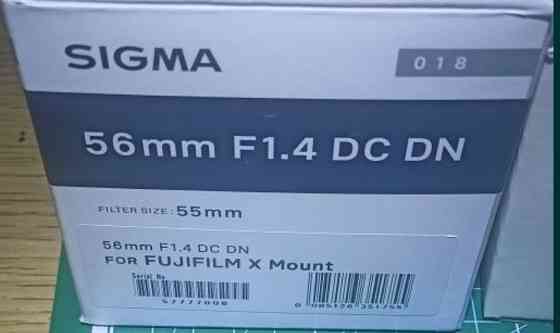 SIGMA
018
56mm F1.4 DC DN
FILTER SIZE : 55mm
56mm F1.4 DC DN
FOR FUJIFILM X Mount
Serial No